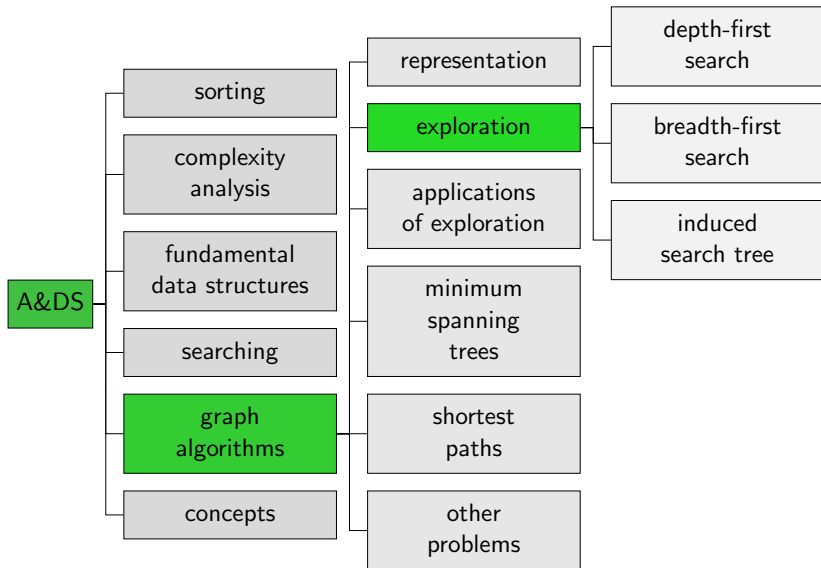 A&DS
sorting
complexity
analysis
fundamental
data structures
searching
graph
algorithms
concepts
representation
exploration
applications
of exploration
minimum
spanning
trees
shortest
paths
other
problems
depth-first
search
breadth-first
search
induced
search tree